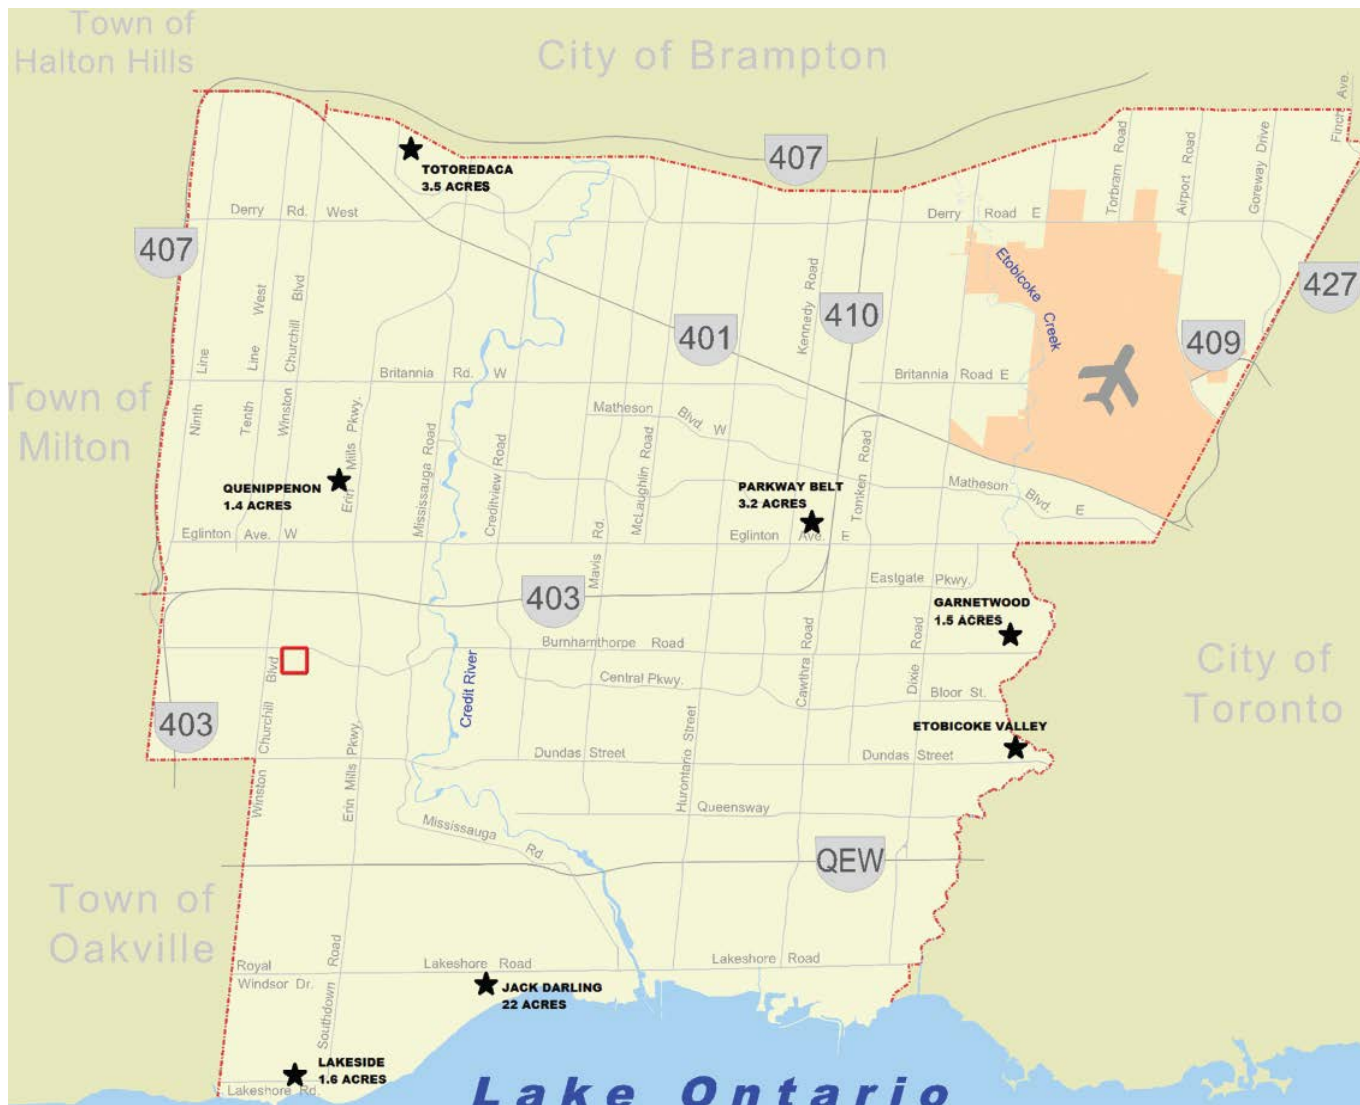 Town of
Halton Hills
City of Brampton
Finch Ave.
407
TOTOREDACA
3.5 ACRES
Torbram Road
Airport Road
Goreway Drive
Derry Rd. West
Derry Road E
407
Etobicoke Creek
427
Kennedy Road
410
401
409
Ninth Line
Tenth Line West
Winston Churchill Blvd
Britannia Rd. W
Britannia Road E
Town of
Milton
Matheson Blvd W
Erin Mills Pkwy.
Mississauga Road
Creditview Road
McLaughlin Road
Tomken Road
QUENIPPENON
1.4 ACRES
PARKWAY BELT
3.2 ACRES
Matheson Blvd. E
Eglinton Ave. W
Mavis Rd.
Eglinton Ave. E
Eastgate Pkwy.
403
GARNETWOOD
1.5 ACRES
Burnhamthorpe Road
Cawthra Road
Dixie Road
City of
Toronto
Credit River
Central Pkwy.
Bloor St.
403
Winston Churchill Blvd
Erin Mills Pkwy.
Hurontario Street
ETOBICOKE VALLEY
Dundas Street
Dundas Street
Queensway
Mississauga Rd.
QEW
Town of
Oakville
Royal
Windsor Dr.
Southdown Road
Lakeshore Road
Lakeshore Road
JACK DARLING
22 ACRES
LAKESIDE
1.6 ACRES
Lakeshore Rd.
Lake Ontario